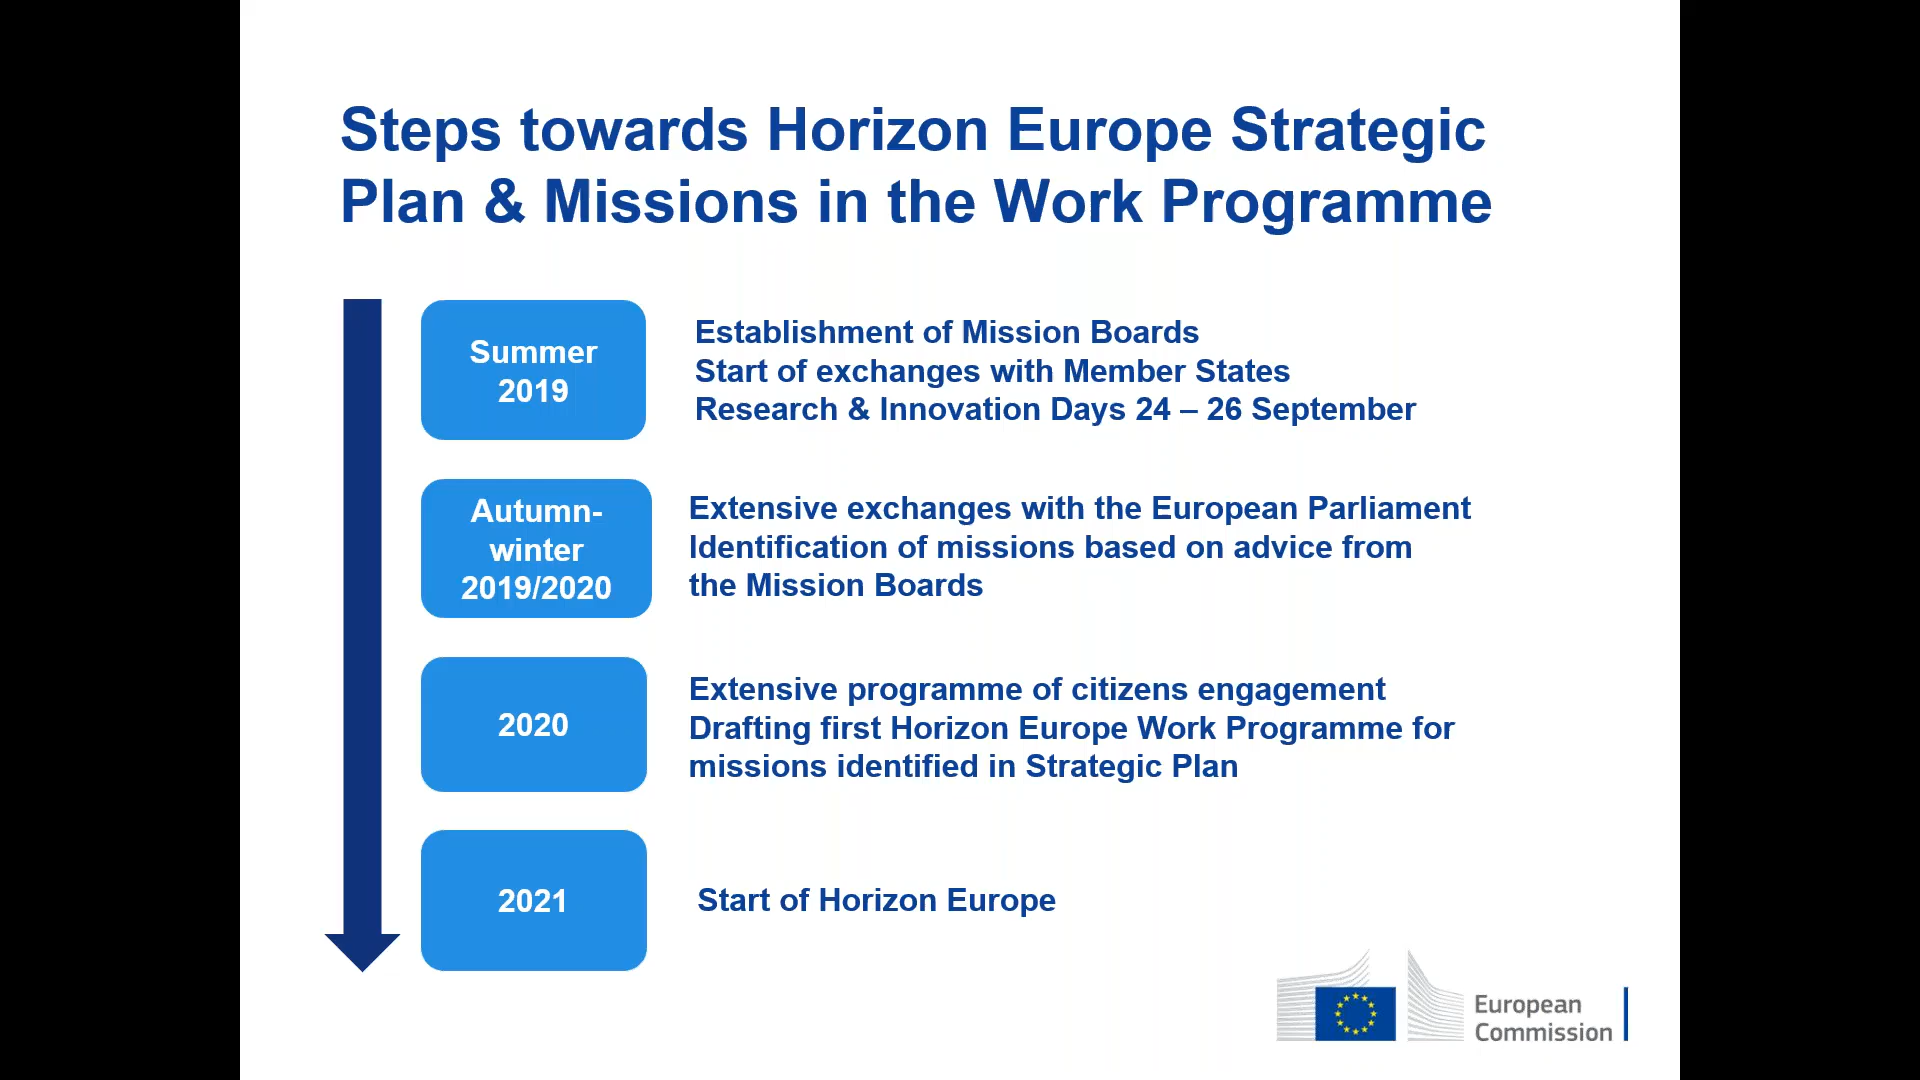 Steps towards Horizon Europe Strategic
Plan & Missions in the Work Programme
Summer
2019
Establishment of Mission Boards
Start of exchanges with Member States
Research & Innovation Days 24 – 26 September
Autumn-
winter
2019/2020
Extensive exchanges with the European Parliament
Identification of missions based on advice from
the Mission Boards
2020
Extensive programme of citizens engagement
Drafting first Horizon Europe Work Programme for
missions identified in Strategic Plan
2021
Start of Horizon Europe
European
Commission